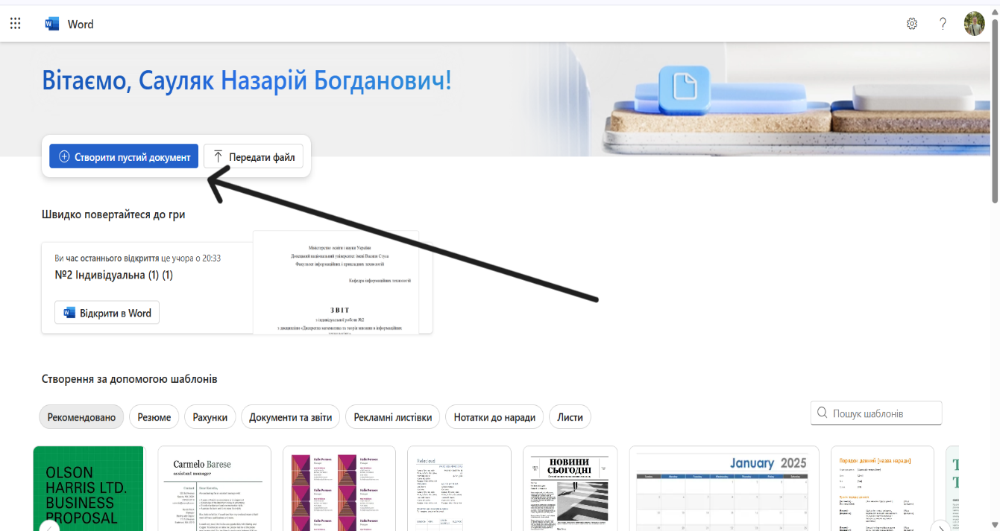 Word
Вітаємо, Сауляк Назарій Богданович!
Створити пустий документ
Передати файл
Швидко повертайтеся до гри
Ви час останнього відкриття це учора о 20:33
№2 Індивідуальна (1) (1)
Відкрити в Word
Міністерство освіти і науки України
Донецький національний університет імені Василя Стуса
Факультет інформаційних і прикладних технологій
Кафедра інформаційних технологій
ЗВІТ
з індивідуальної роботи №2
з дисципліни «Дискретна математика та теорія множин в інформаційних
Створення за допомогою шаблонів
Рекомендовано
Резюме
Рахунки
Документи та звіти
Рекламні листівки
Нотатки до наради
Листи
Пошук шаблонів
OLSON
HARRIS LTD.
BUSINESS
PROPOSAL
Carmelo Barese
assistant manager
НОВИНИ
СЬОГОДНІ
January 2025
Порядок денний [назва наради]